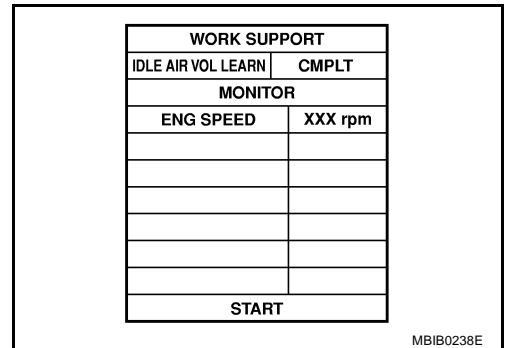 WORK SUPPORT
IDLE AIR VOL LEARN CMPLT
MONITOR
ENG SPEED XXX rpm
START
MBIB0238E